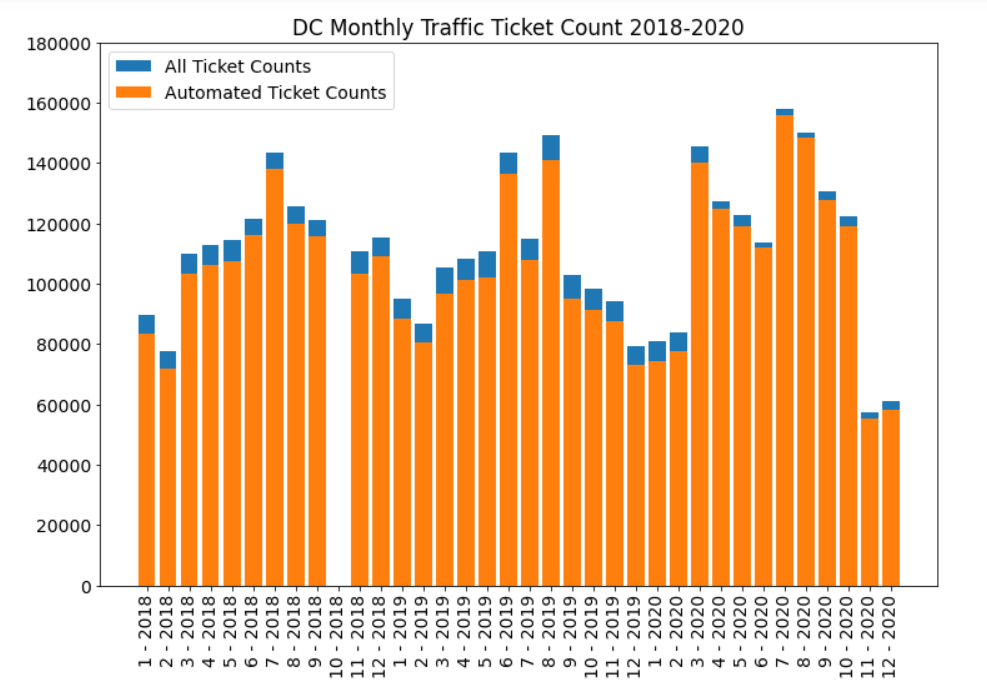 DC Monthly Traffic Ticket Count 2018-2020
180000
160000
140000
120000
100000
80000
60000
40000
20000
0
All Ticket Counts
Automated Ticket Counts
1 - 2018
2 - 2018
3 - 2018
4 - 2018
5 - 2018
6 - 2018
7 - 2018
8 - 2018
9 - 2018
10 - 2018
11 - 2018
12 - 2018
1 - 2019
2 - 2019
3 - 2019
4 - 2019
5 - 2019
6 - 2019
7 - 2019
8 - 2019
9 - 2019
10 - 2019
11 - 2019
12 - 2019
1 - 2020
2 - 2020
3 - 2020
4 - 2020
5 - 2020
6 - 2020
7 - 2020
8 - 2020
9 - 2020
10 - 2020
11 - 2020
12 - 2020